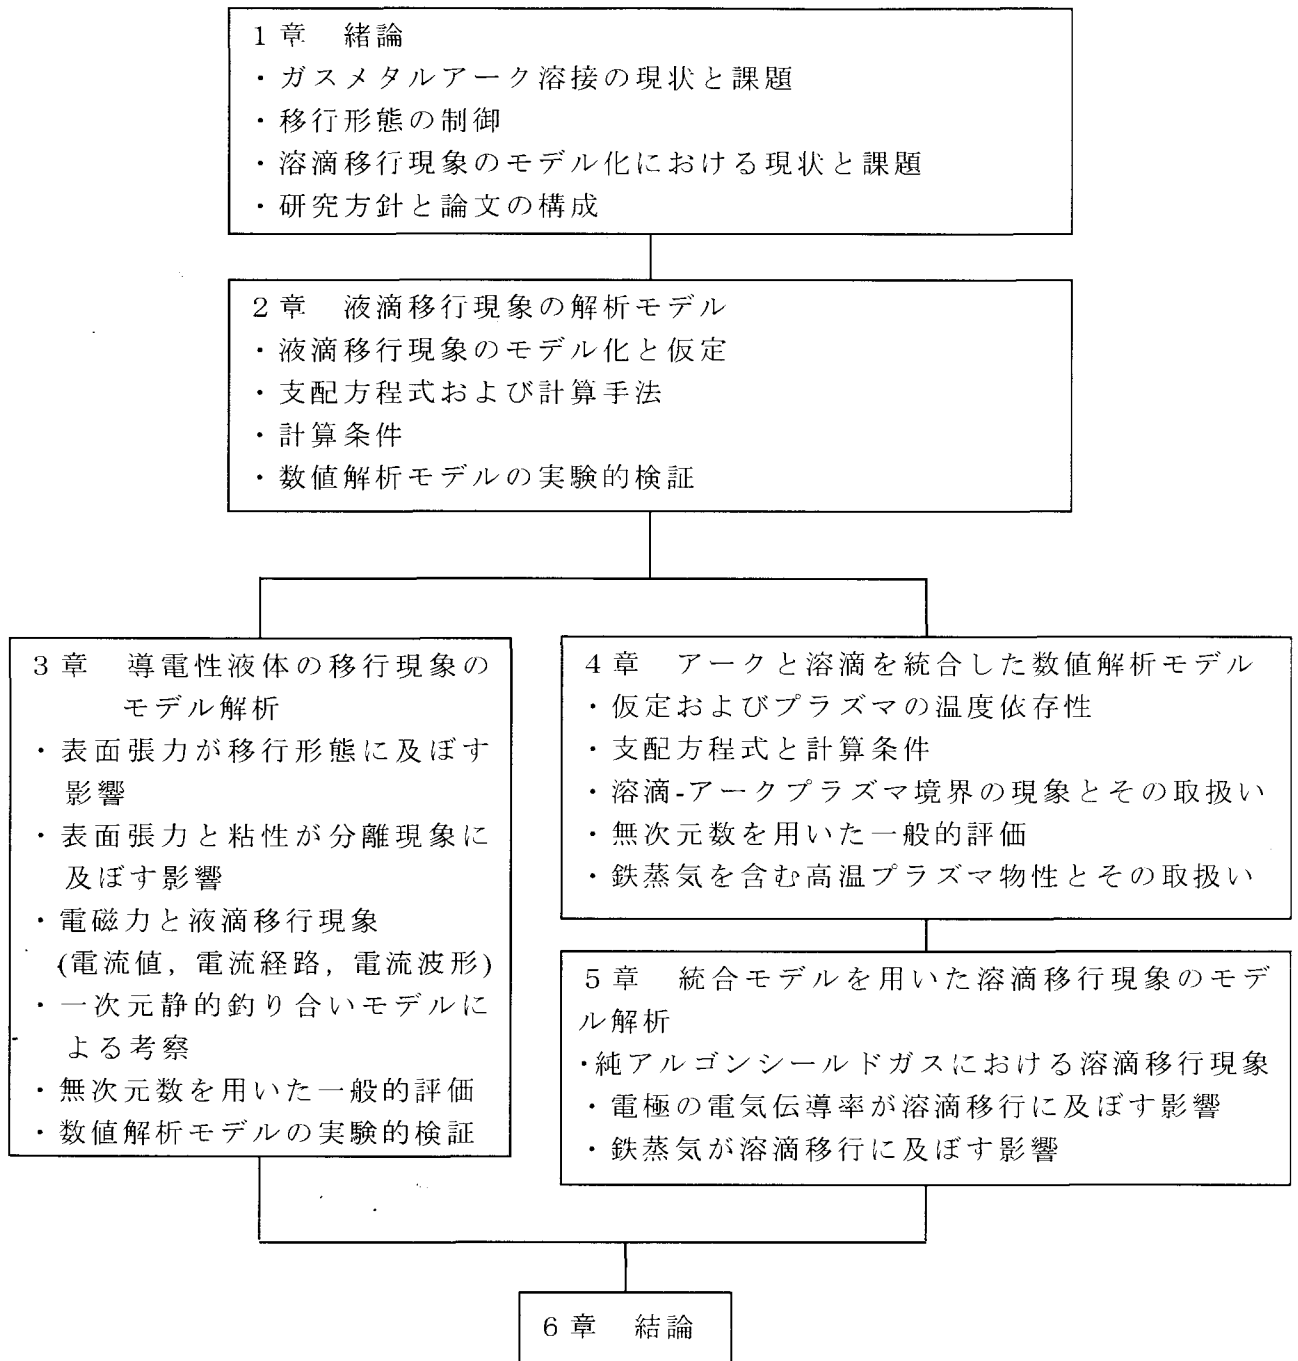 1章 緒論
・ガスメタルアーク溶接の現状と課題
・移行形態の制御
・溶滴移行現象のモデル化における現状と課題
・研究方針と論文の構成
2章 液滴移行現象の解析モデル
・液滴移行現象のモデル化と仮定
・支配方程式および計算手法
・計算条件
・数値解析モデルの実験的検証
3章 導電性液体の移行現象の
モデル解析
・表面張力が移行形態に及ぼす
影響
・表面張力と粘性が分離現象に
及ぼす影響
・電磁力と液滴移行現象
(電流値, 電流経路, 電流波形)
・一次元静的釣り合いモデルに
よる考察
・無次元数を用いた一般的評価
・数値解析モデルの実験的検証
4章 アークと溶滴を統合した数値解析モデル
・仮定およびプラズマの温度依存性
・支配方程式と計算条件
・溶滴-アークプラズマ境界の現象とその取扱い
・無次元数を用いた一般的評価
・鉄蒸気を含む高温プラズマ物性とその取扱い
5章 統合モデルを用いた溶滴移行現象のモデ
ル解析
・純アルゴンシールドガスにおける溶滴移行現象
・電極の電気伝導率が溶滴移行に及ぼす影響
・鉄蒸気が溶滴移行に及ぼす影響
6章 結論